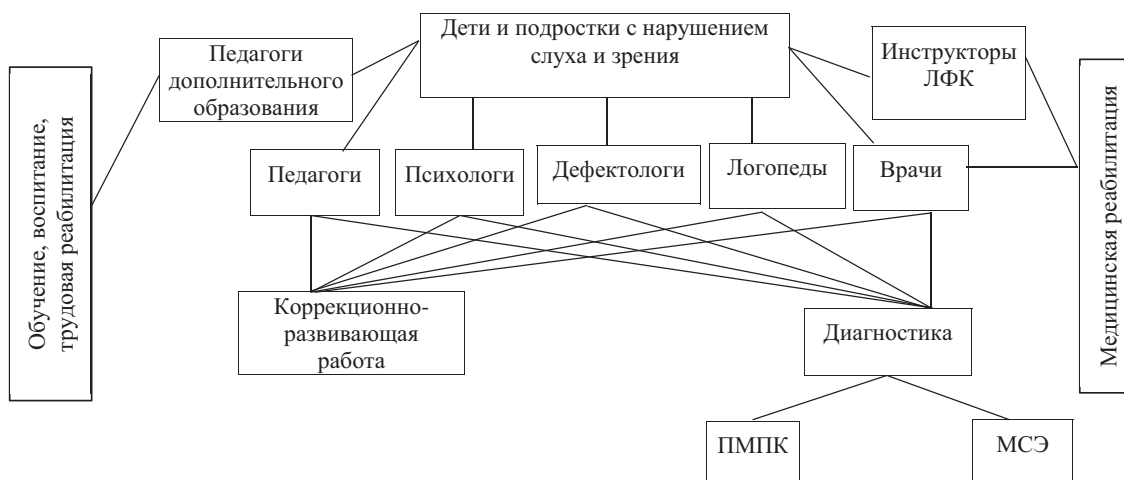 Дети и подростки с нарушением
слуха и зрения
Педагоги
дополнительного
образования
Инструкторы
ЛФК
Обучение, воспитание,
трудовая реабилитация
Медицинская реабилитация
Педагоги
Психологи
Дефектологи
Логопеды
Врачи
Коррекционно-
развивающая
работа
Диагностика
ПМПК
МСЭ